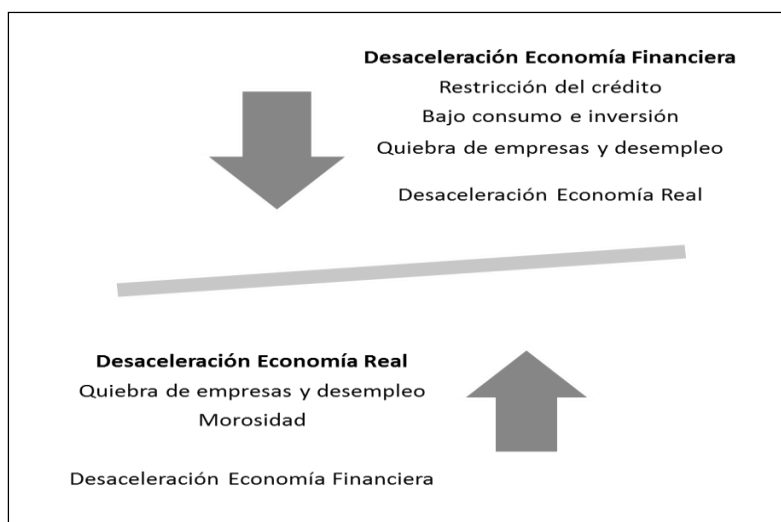 Desaceleración Economía Financiera
Restricción del crédito
Bajo consumo e inversión
Quiebra de empresas y desempleo
Desaceleración Economía Real
Desaceleración Economía Real
Quiebra de empresas y desempleo
Morosidad
Desaceleración Economía Financiera